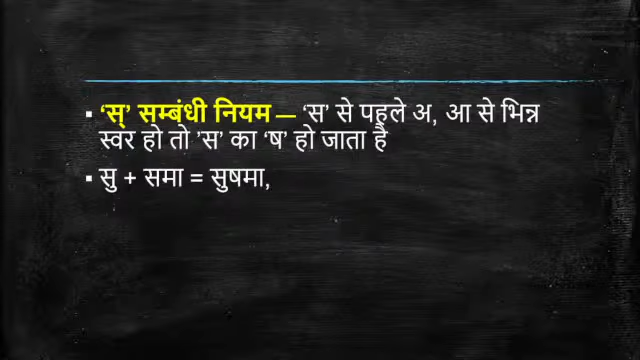 ▪ ‘स्’ सम्बंधी नियम — ‘स’ से पहले अ, आ से भिन्न
स्वर हो तो ’स’ का ‘ष’ हो जाता है
▪ सु + समा = सुषमा,